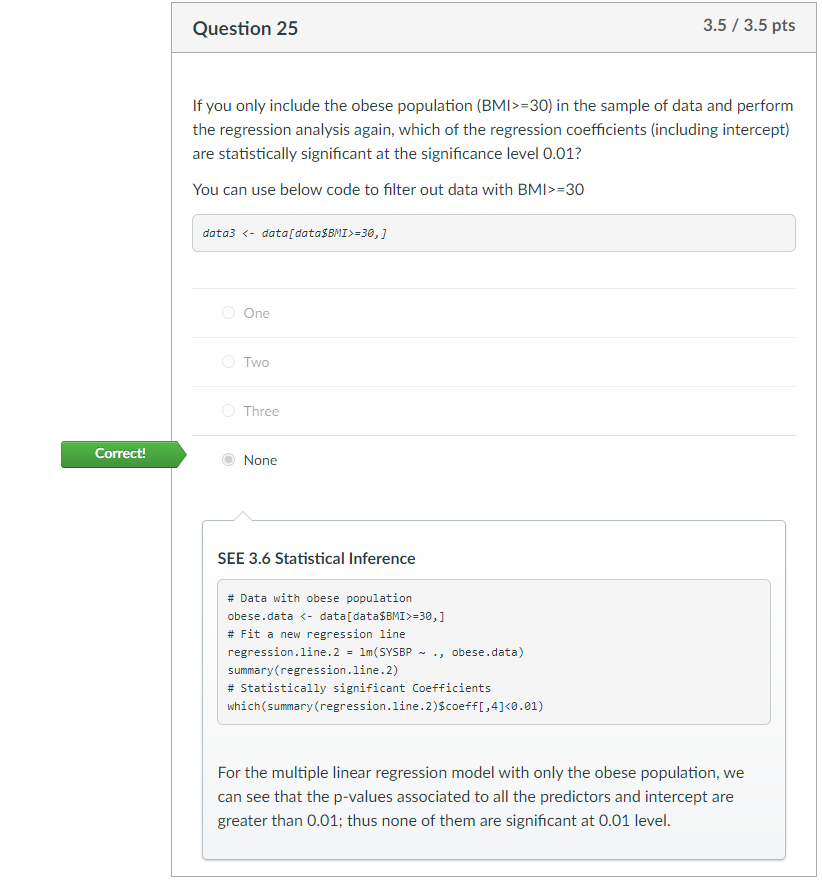 Question 25
3.5 / 3.5 pts
If you only include the obese population (BMI>=30) in the sample of data and perform
the regression analysis again, which of the regression coefficients (including intercept)
are statistically significant at the significance level 0.01?
You can use below code to filter out data with BMI>=30
data3 <- data[data$BMI>=30,]
One
Two
Three
Correct!
None
SEE 3.6 Statistical Inference
# Data with obese population
obese.data <- data[data$BMI>=30,]
# Fit a new regression line
regression.line.2 = lm(SYSBP ~ ., obese.data)
summary(regression.line.2)
# Statistically significant Coefficients
which(summary(regression.line.2)$coeff[,4]<0.01)
For the multiple linear regression model with only the obese population, we
can see that the p-values associated to all the predictors and intercept are
greater than 0.01; thus none of them are significant at 0.01 level.